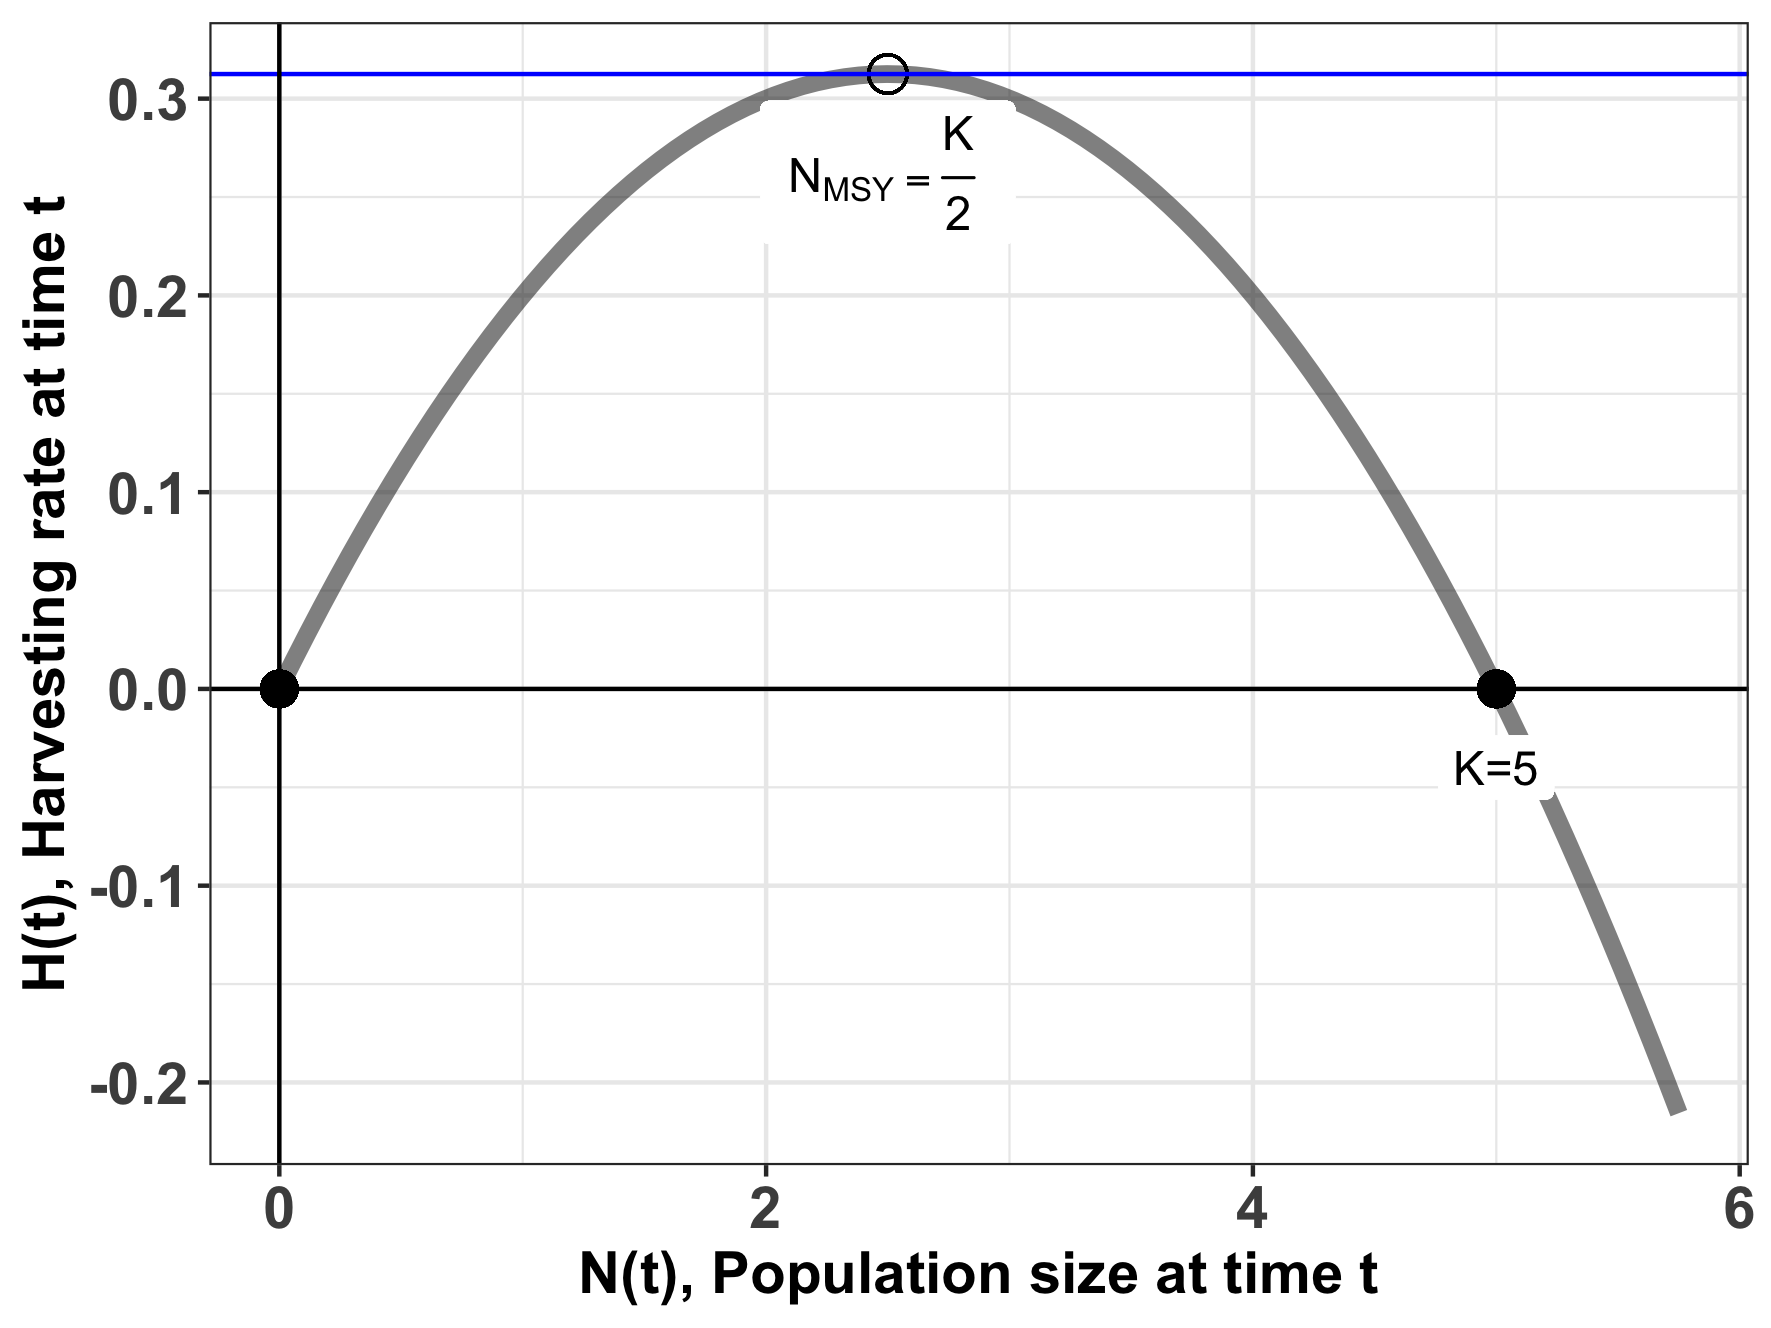 H(t), Harvesting rate at time t
0.3
0.2
0.1
0.0
-0.1
-0.2
N_MSY = K/2
K=5
0 2 4 6
N(t), Population size at time t